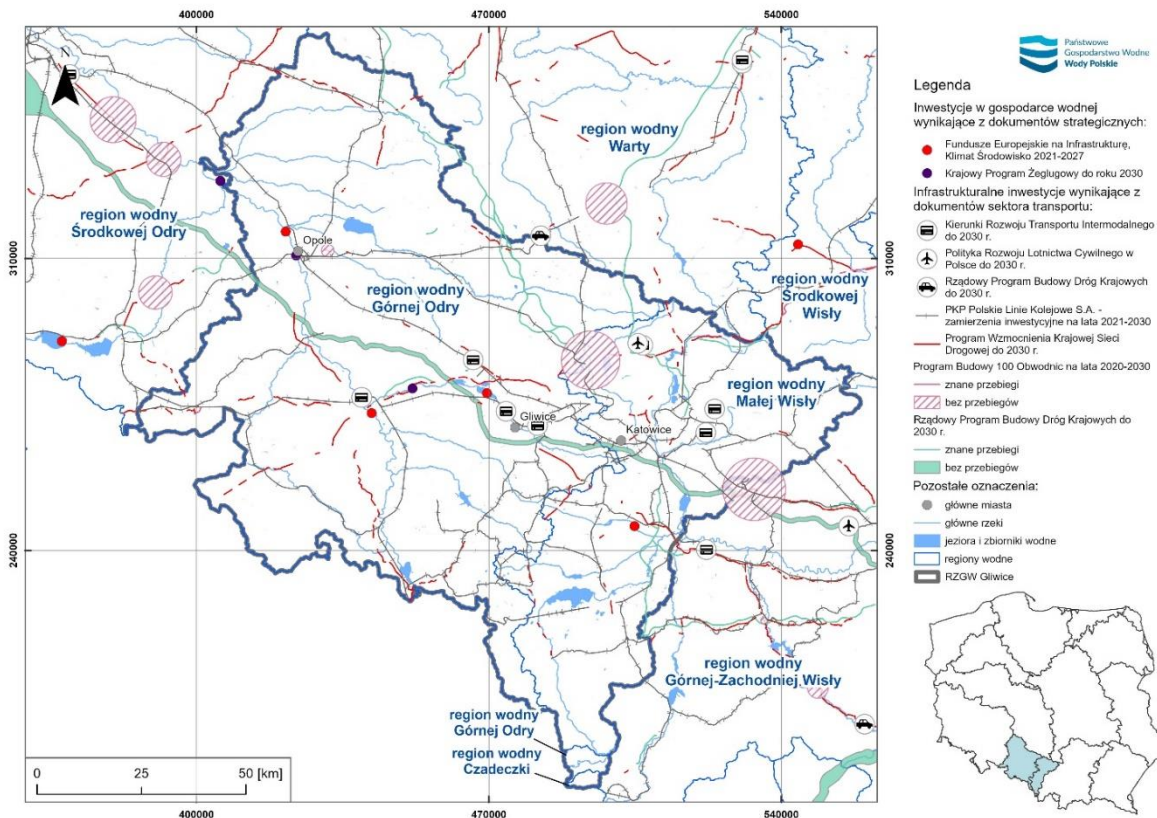 400000
470000
540000
N
310000
310000
240000
240000
region wodny
Warty
region wodny
Środkowej Odry
Opole
region wodny
Górnej Odry
region wodny
Środkowej
Wisły
region wodny
Małej Wisły
Gliwice
Katowice
region wodny
Górnej-Zachodniej Wisły
region wodny
Górnej Odry
region wodny
Czadeczki
0 25 50 [km]
400000
470000
540000
Państwowe
Gospodarstwo Wodne
Wody Polskie
Legenda
Inwestycje w gospodarce wodnej
wynikające z dokumentów strategicznych:
Fundusze Europejskie na Infrastrukturę,
Klimat Środowisko 2021-2027
Krajowy Program Żeglugowy do roku 2030
Infrastrukturalne inwestycje wynikające z
dokumentów sektora transportu:
Kierunki Rozwoju Transportu Intermodalnego
do 2030 r.
Polityka Rozwoju Lotnictwa Cywilnego w
Polsce do 2030 r.
Rządowy Program Budowy Dróg Krajowych
do 2030 r.
PKP Polskie Linie Kolejowe S.A. -
zamierzenia inwestycyjne na lata 2021-2030
Program Wzmocnienia Krajowej Sieci
Drogowej do 2030 r.
Program Budowy 100 Obwodnic na lata 2020-2030
znane przebiegi
bez przebiegów
Rządowy Program Budowy Dróg Krajowych do
2030 r.
znane przebiegi
bez przebiegów
Pozostałe oznaczenia:
główne miasta
główne rzeki
jeziora i zbiorniki wodne
regiony wodne
RZGW Gliwice